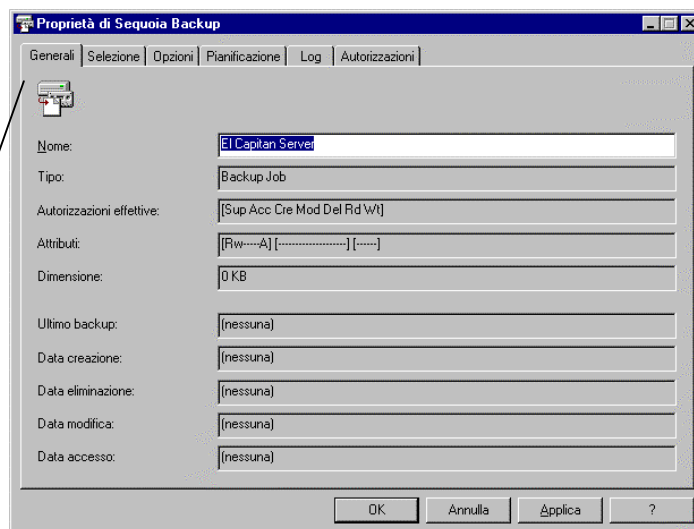 Proprietà di Sequoia Backup
Generali Selezione Opzioni Pianificazione Log Autorizzazioni
Nome: El Capitan Server
Tipo: Backup Job
Autorizzazioni effettive: [Sup Acc Cre Mod Del Rd Wt]
Attributi: [Rw-----A] [--------------------] [------]
Dimensione: 0 KB
Ultimo backup: (nessuna)
Data creazione: (nessuna)
Data eliminazione: (nessuna)
Data modifica: (nessuna)
Data accesso: (nessuna)
OK Annulla Applica ?